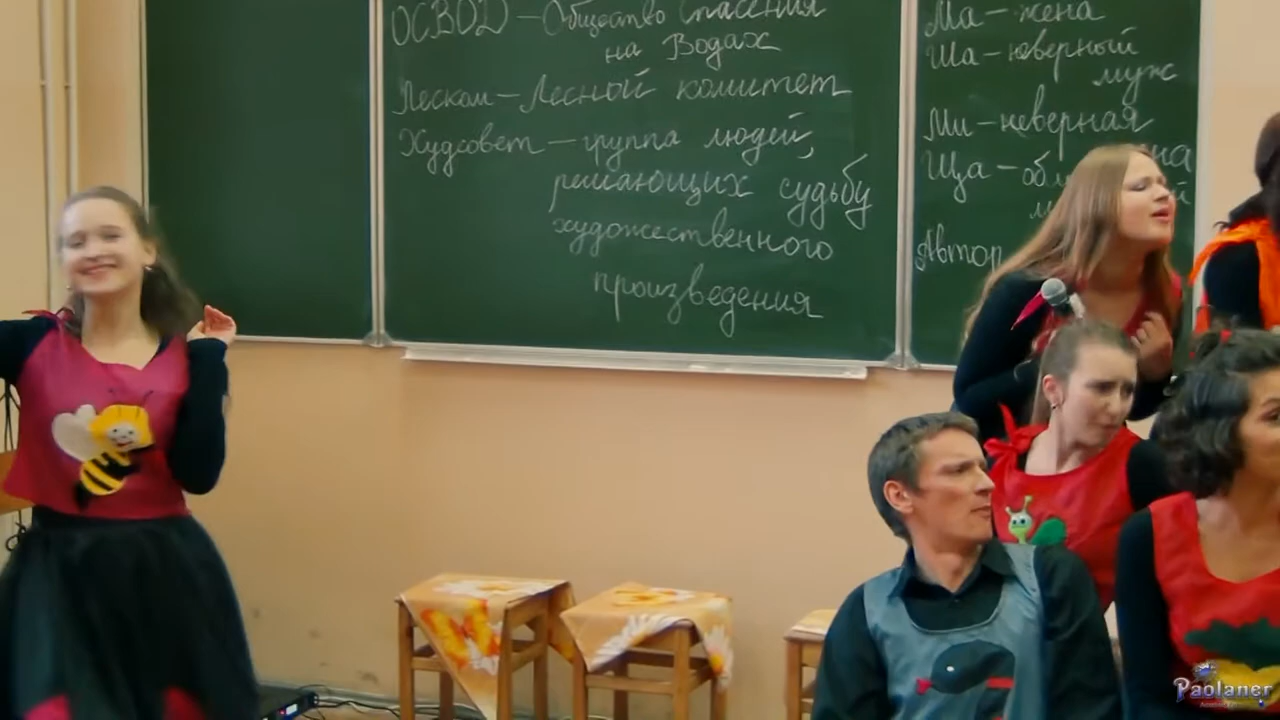 ОСВОД – Общество Спасения
на Водах
Леском – Лесной комитет
Худсовет – группа людей,
решающих судьбу
художественного
произведения
Ма – жена
Ша – неверный
муж
Ми – неверная
Ща –
Автор
Paolaner